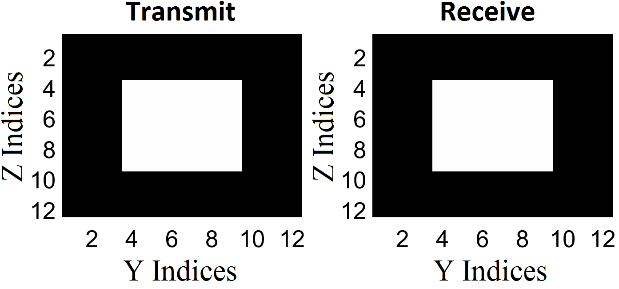 Transmit
Receive
Z Indices
2
4
6
8
10
12
2 4 6 8 10 12
Y Indices
Z Indices
2
4
6
8
10
12
2 4 6 8 10 12
Y Indices